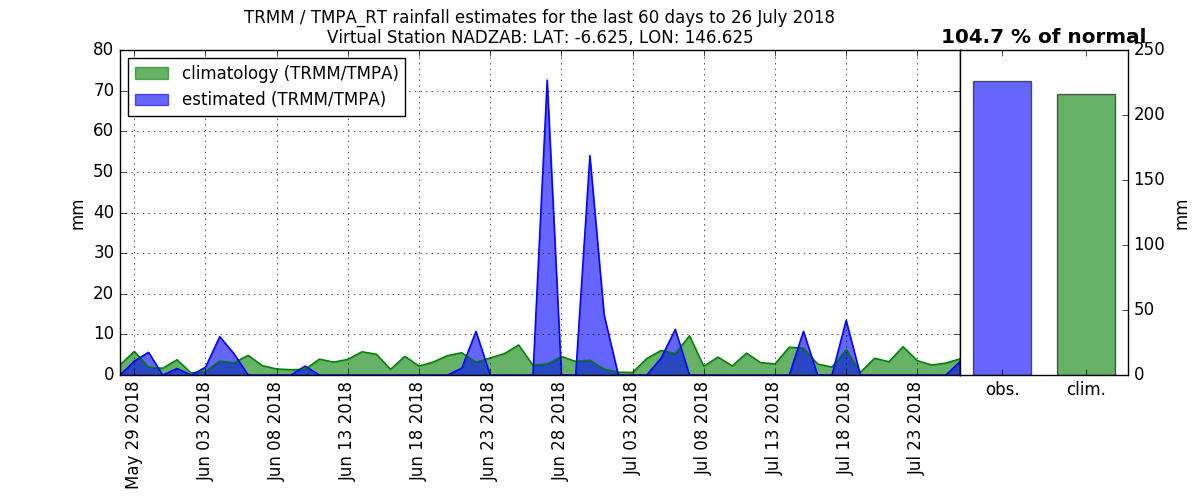 TRMM / TMPA_RT rainfall estimates for the last 60 days to 26 July 2018
Virtual Station NADZAB: LAT: -6.625, LON: 146.625
104.7 % of normal
climatology (TRMM/TMPA)
estimated (TRMM/TMPA)
80
70
60
50
40
30
20
10
0
mm
May 29 2018
Jun 03 2018
Jun 08 2018
Jun 13 2018
Jun 18 2018
Jun 23 2018
Jun 28 2018
Jul 03 2018
Jul 08 2018
Jul 13 2018
Jul 18 2018
Jul 23 2018
obs.
clim.
250
200
150
100
50
0
mm